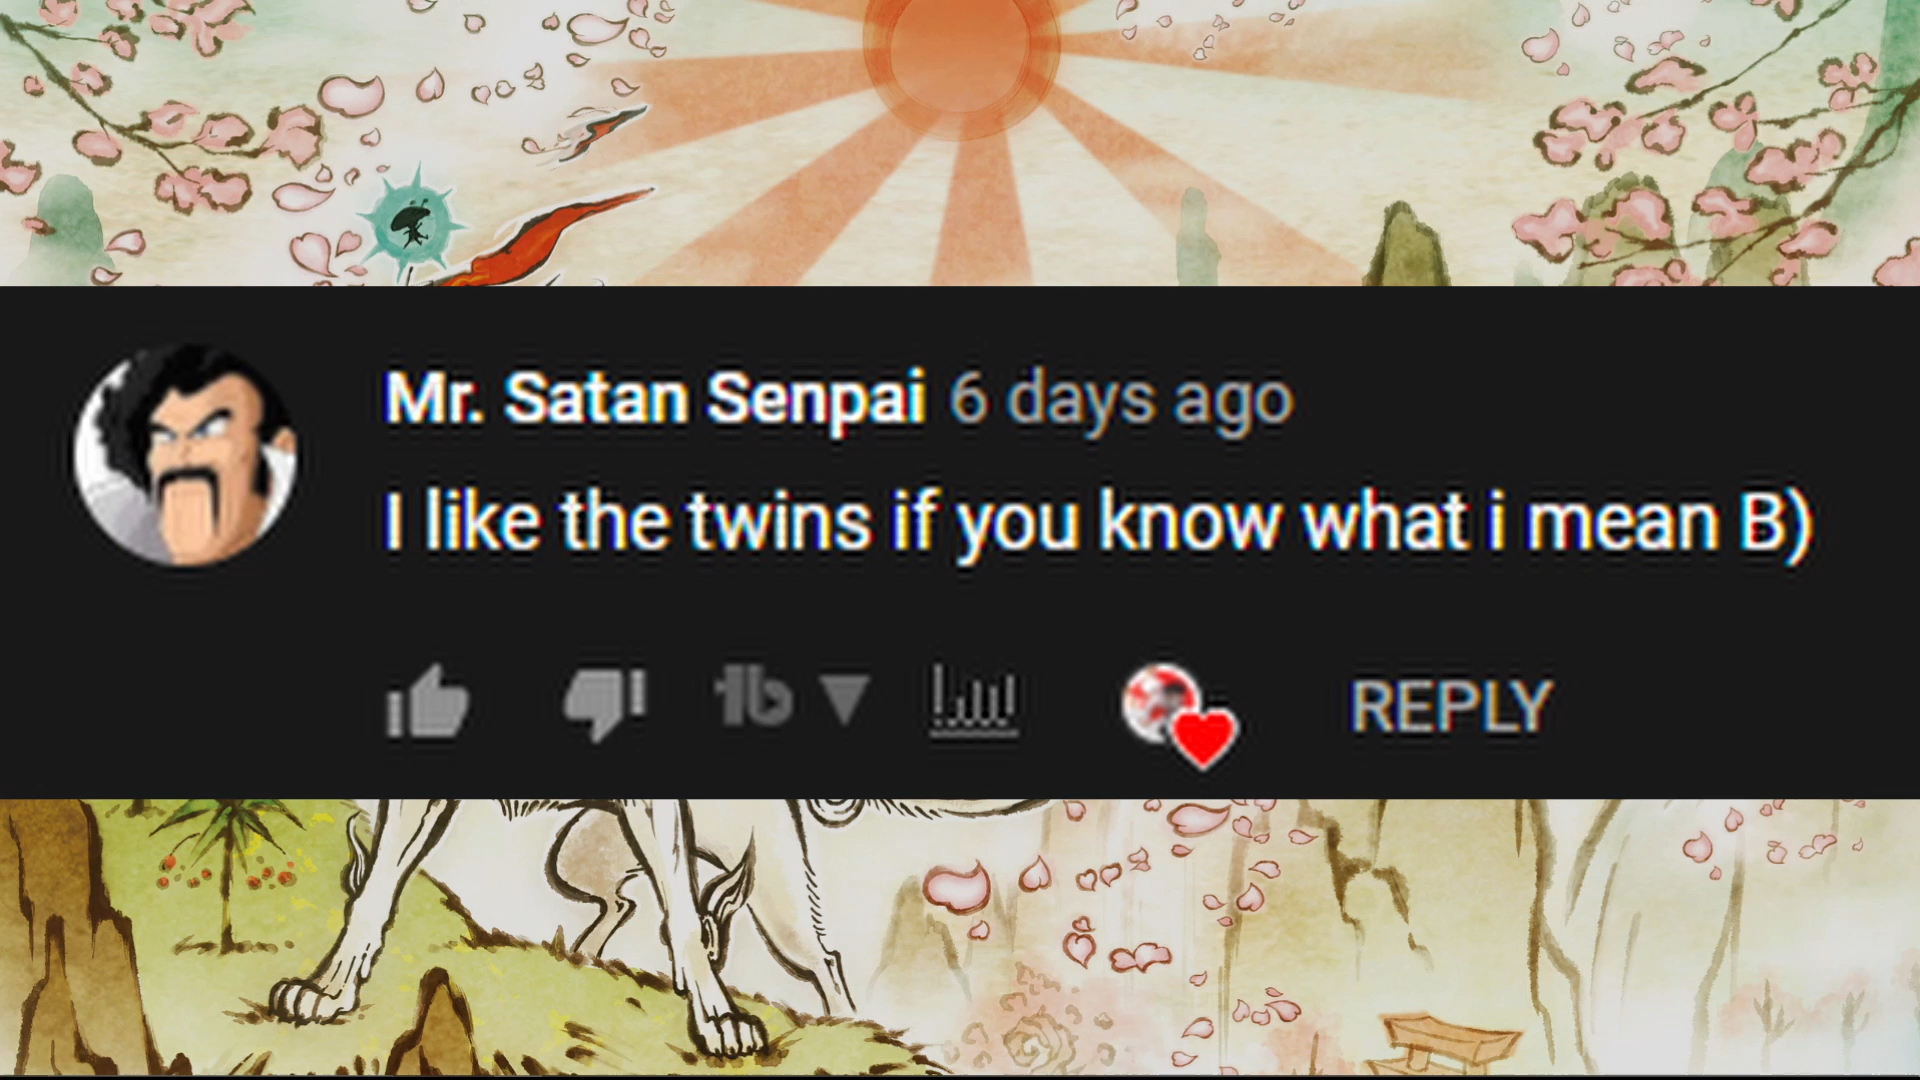 Mr. Satan Senpai 6 days ago
I like the twins if you know what i mean B)
REPLY